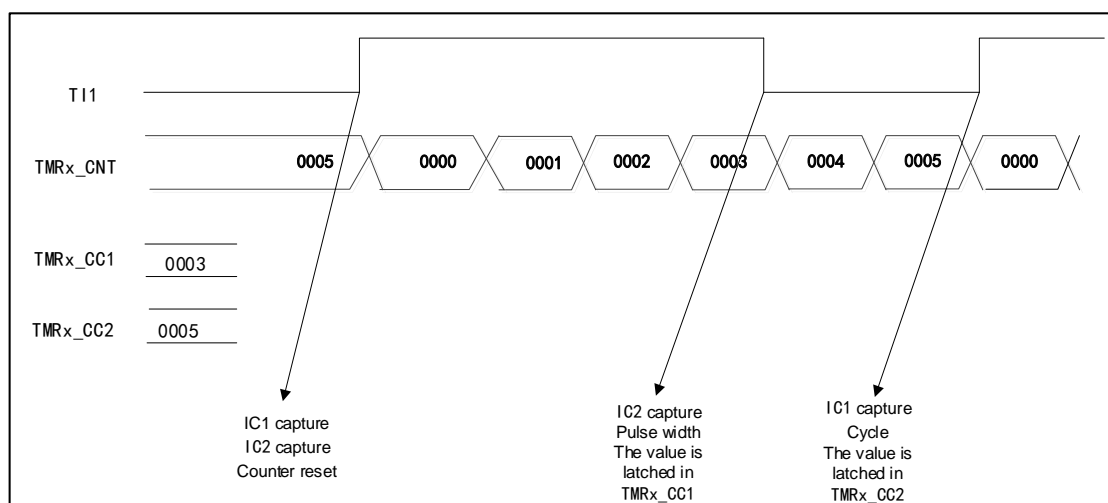 TI1
TMRx_CNT
0005 0000 0001 0002 0003 0004 0005 0000
TMRx_CC1
0003
TMRx_CC2
0005
IC1 capture
IC2 capture
Counter reset
IC2 capture
Pulse width
The value is
latched in
TMRx_CC1
IC1 capture
Cycle
The value is
latched in
TMRx_CC2